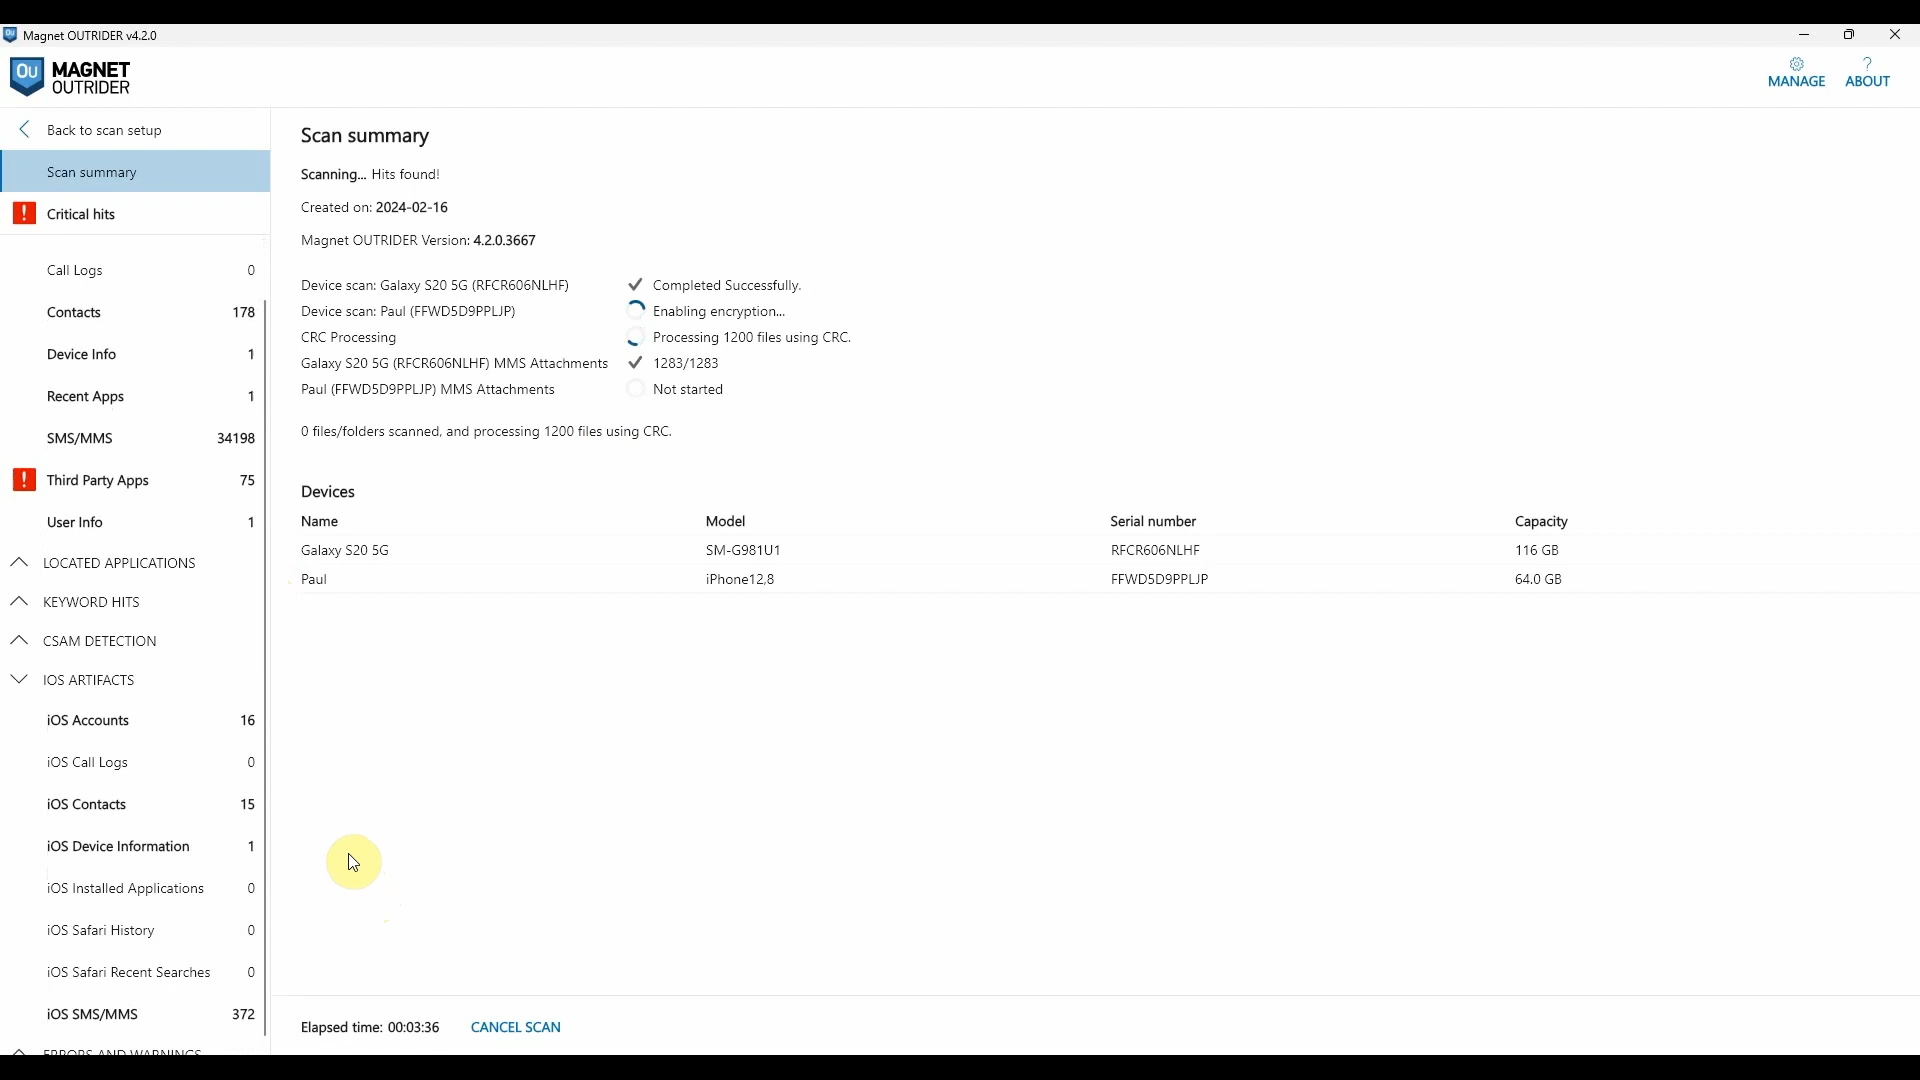 Magnet OUTRIDER v4.2.0
OU MAGNET OUTRIDER
MANAGE
ABOUT
Back to scan setup
Scan summary
Critical hits
Call Logs 0
Contacts 178
Device Info 1
Recent Apps 1
SMS/MMS 34198
Third Party Apps 75
User Info 1
LOCATED APPLICATIONS
KEYWORD HITS
CSAM DETECTION
IOS ARTIFACTS
iOS Accounts 16
iOS Call Logs 0
iOS Contacts 15
iOS Device Information 1
iOS Installed Applications 0
iOS Safari History 0
iOS Safari Recent Searches 0
iOS SMS/MMS 372
ERRORS AND WARNINGS
Scan summary
Scanning... Hits found!
Created on: 2024-02-16
Magnet OUTRIDER Version: 4.2.0.3667
Device scan: Galaxy S20 5G (RFCR606NLHF) Completed Successfully.
Device scan: Paul (FFWD5D9PPLJP) Enabling encryption...
CRC Processing Processing 1200 files using CRC.
Galaxy S20 5G (RFCR606NLHF) MMS Attachments 1283/1283
Paul (FFWD5D9PPLJP) MMS Attachments Not started
0 files/folders scanned, and processing 1200 files using CRC.
Devices
Name Model Serial number Capacity
Galaxy S20 5G SM-G981U1 RFCR606NLHF 116 GB
Paul iPhone12,8 FFWD5D9PPLJP 64.0 GB
Elapsed time: 00:03:36 CANCEL SCAN